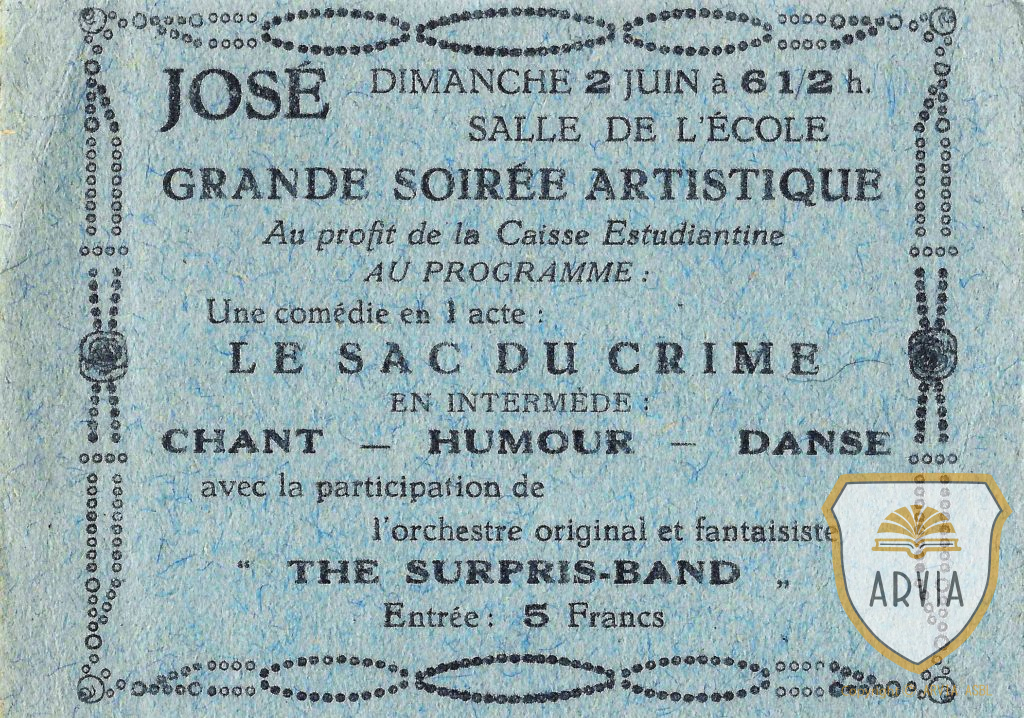 JOSÉ DIMANCHE 2 JUIN à 6 1/2 h.
SALLE DE L'ÉCOLE
GRANDE SOIRÉE ARTISTIQUE
Au profit de la Caisse Estudiantine
AU PROGRAMME :
Une comédie en 1 acte :
LE SAC DU CRIME
EN INTERMÈDE :
CHANT — HUMOUR — DANSE
avec la participation de
l'orchestre original et fantaisiste
“ THE SURPRIS-BAND „
Entrée : 5 Francs
ARVIA